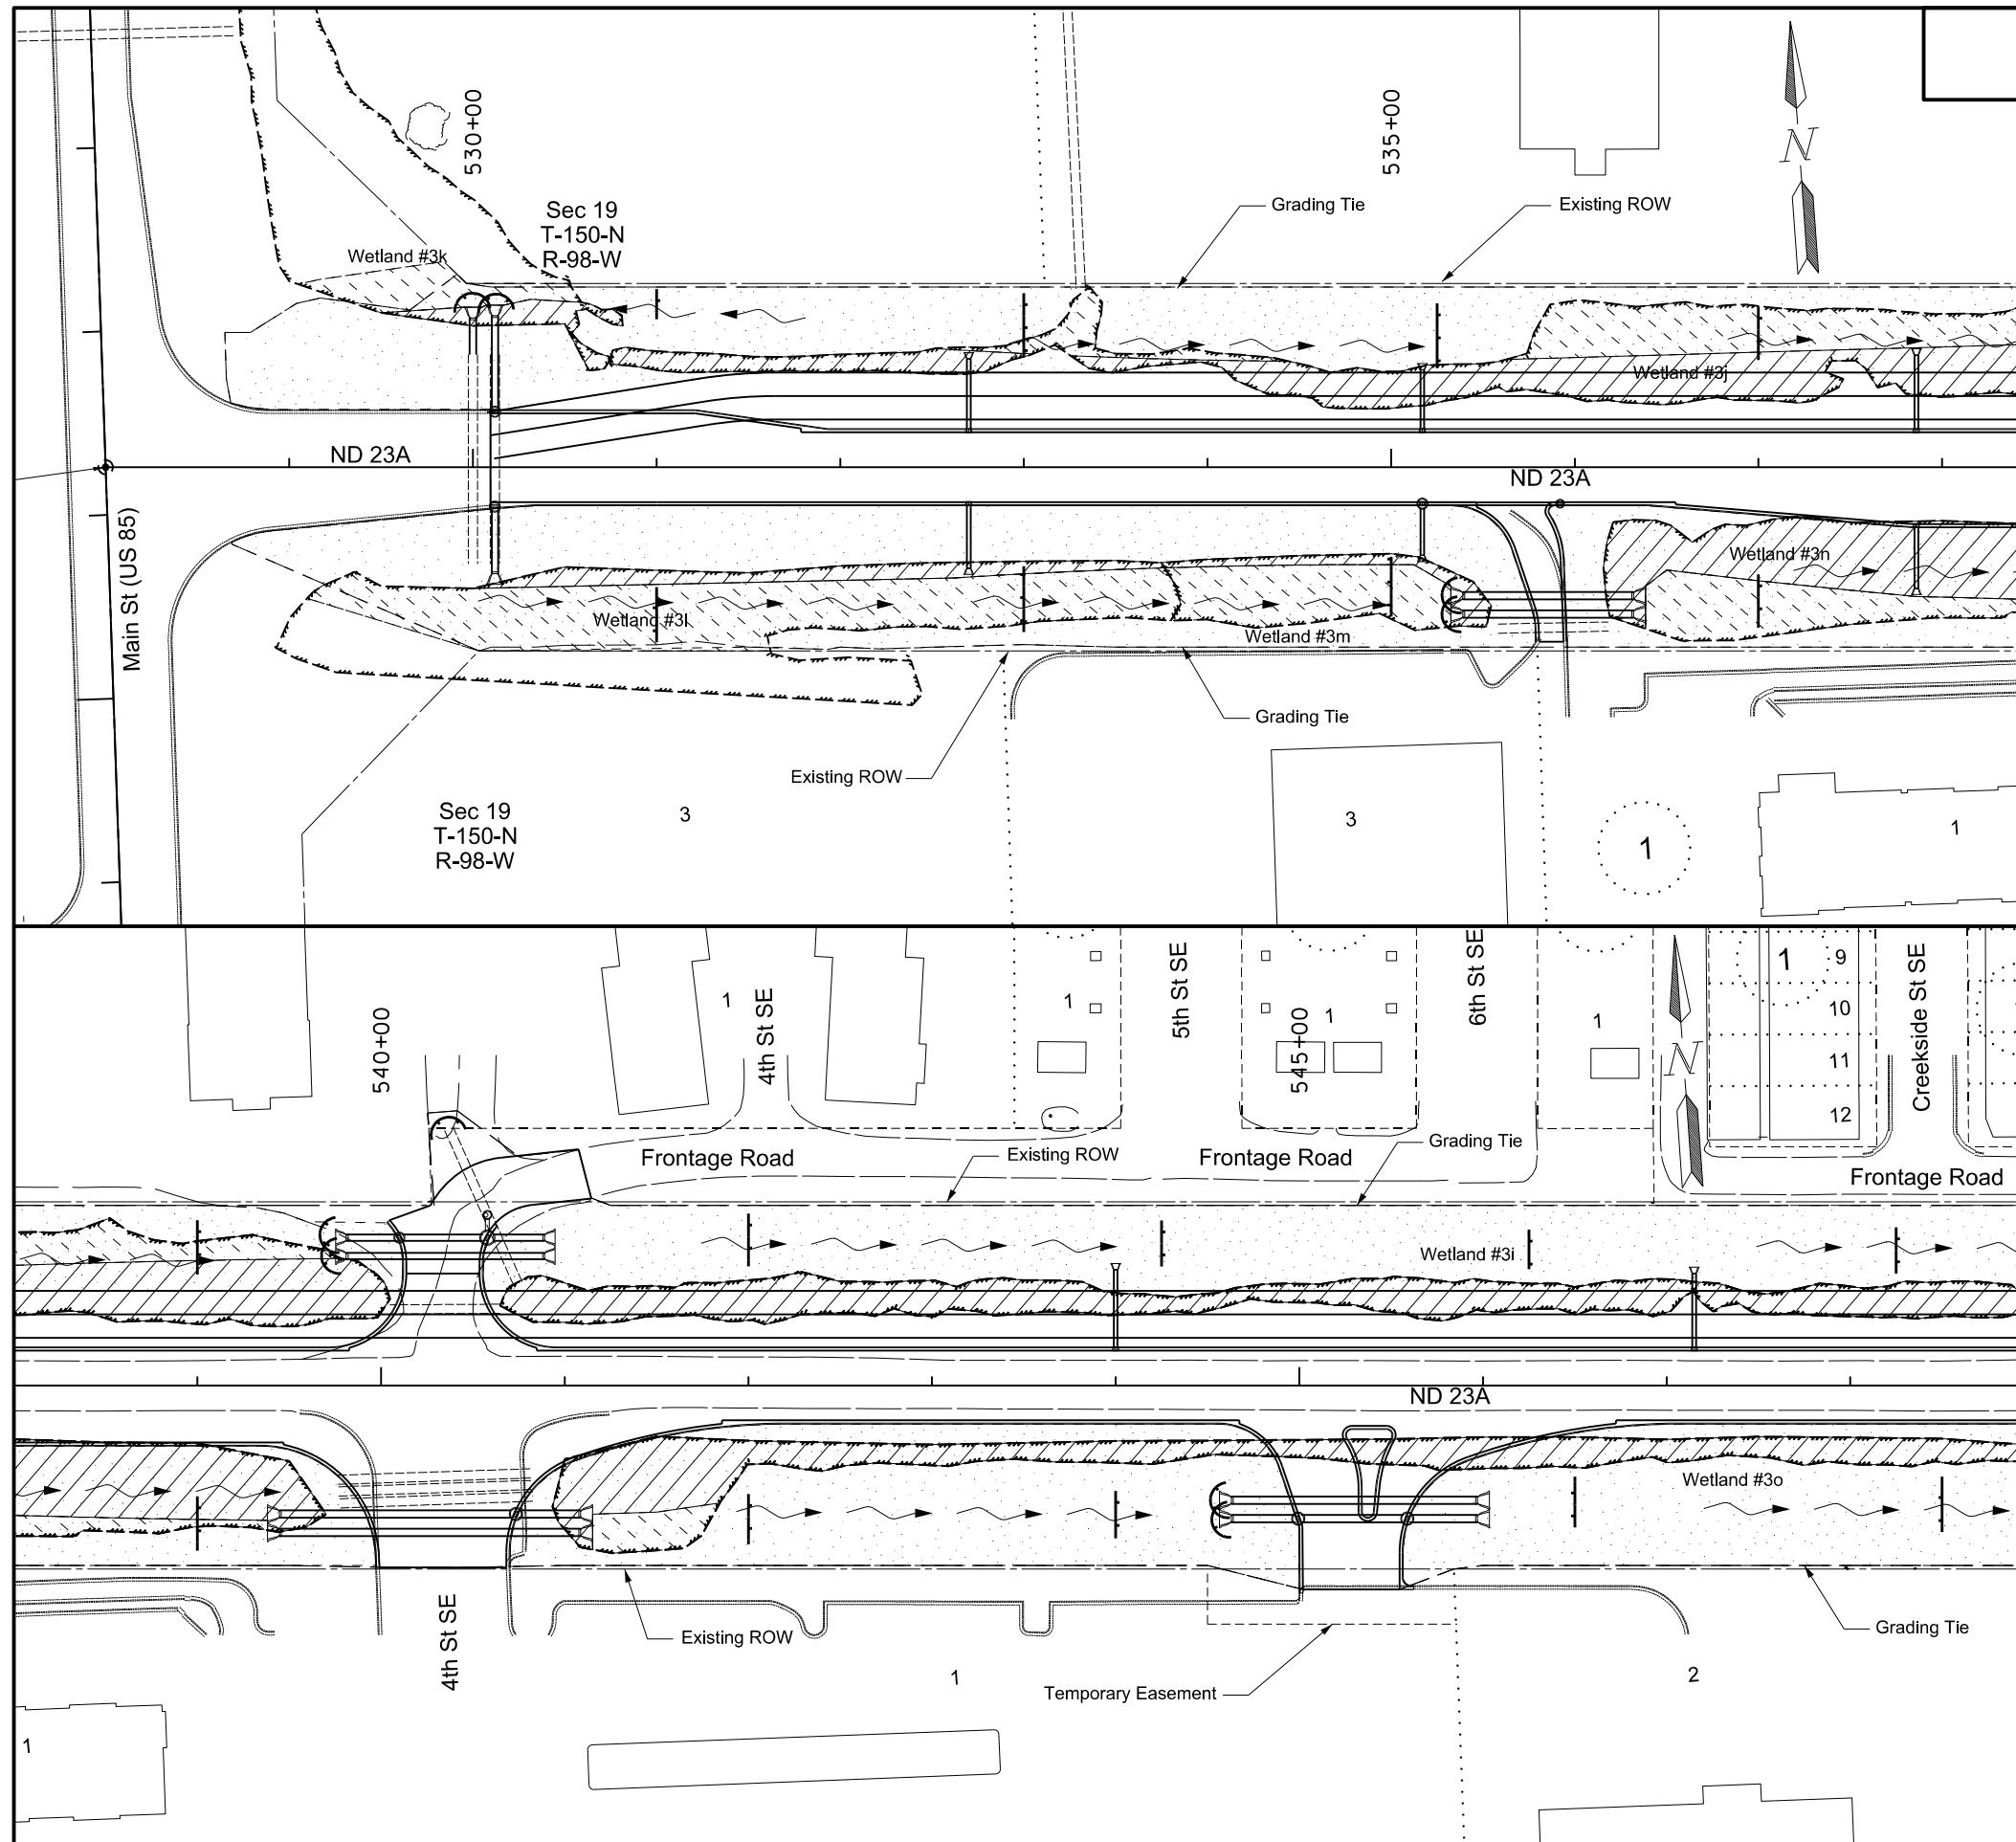 530+00
535+00
N
Sec 19
T-150-N
R-98-W
Grading Tie
Existing ROW
Wetland #3k
Wetland #3j
ND 23A
ND 23A
Main St (US 85)
Wetland #3l
Wetland #3m
Wetland #3n
Grading Tie
Existing ROW
Sec 19
T-150-N
R-98-W
3
3
1
1
540+00
1
4th St SE
1
5th St SE
545+00
1
6th St SE
1
N
1
9
10
11
12
Creekside St SE
Frontage Road
Existing ROW
Frontage Road
Grading Tie
Frontage Road
Wetland #3i
ND 23A
Wetland #3o
4th St SE
Existing ROW
1
Temporary Easement
2
Grading Tie
1